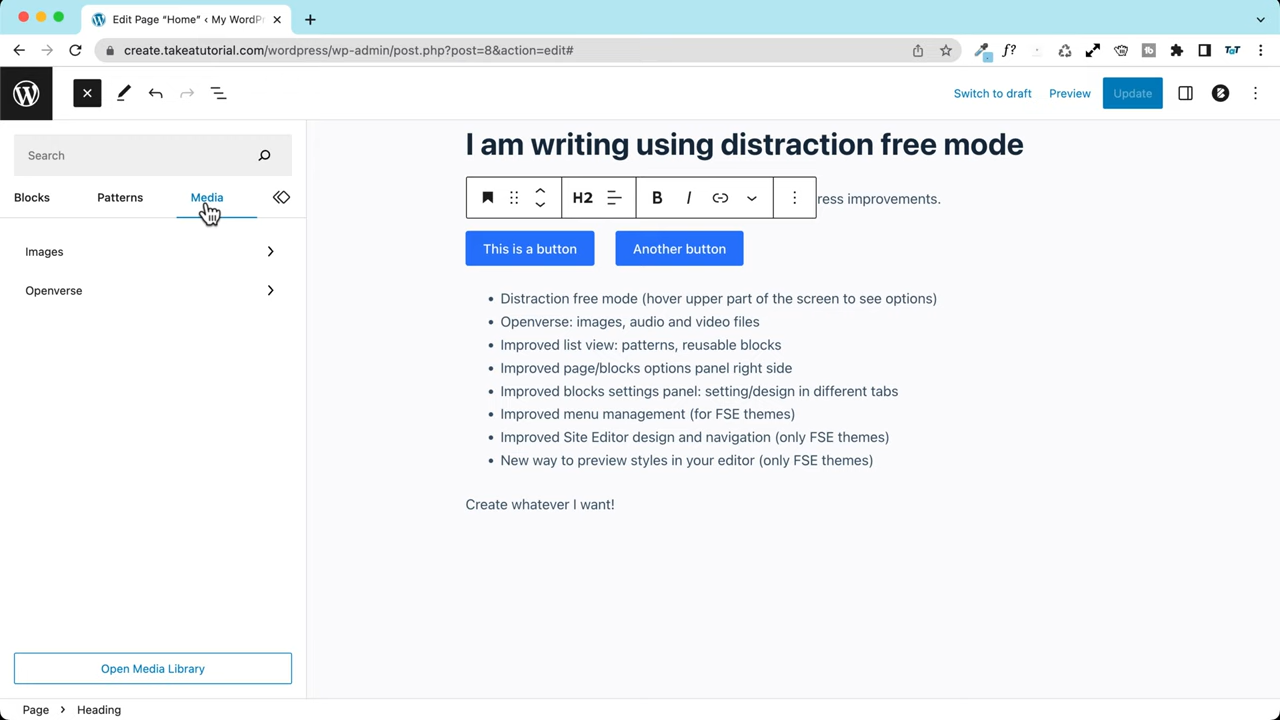 Edit Page "Home" ‹ My WordPr
create.takeatutorial.com/wordpress/wp-admin/post.php?post=8&action=edit#
f?
Switch to draft
Preview
Update
Search
Blocks
Patterns
Media
Images
Openverse
Open Media Library
I am writing using distraction free mode
H2
B
I
ress improvements.
This is a button
Another button
• Distraction free mode (hover upper part of the screen to see options)
• Openverse: images, audio and video files
• Improved list view: patterns, reusable blocks
• Improved page/blocks options panel right side
• Improved blocks settings panel: setting/design in different tabs
• Improved menu management (for FSE themes)
• Improved Site Editor design and navigation (only FSE themes)
• New way to preview styles in your editor (only FSE themes)
Create whatever I want!
Page > Heading